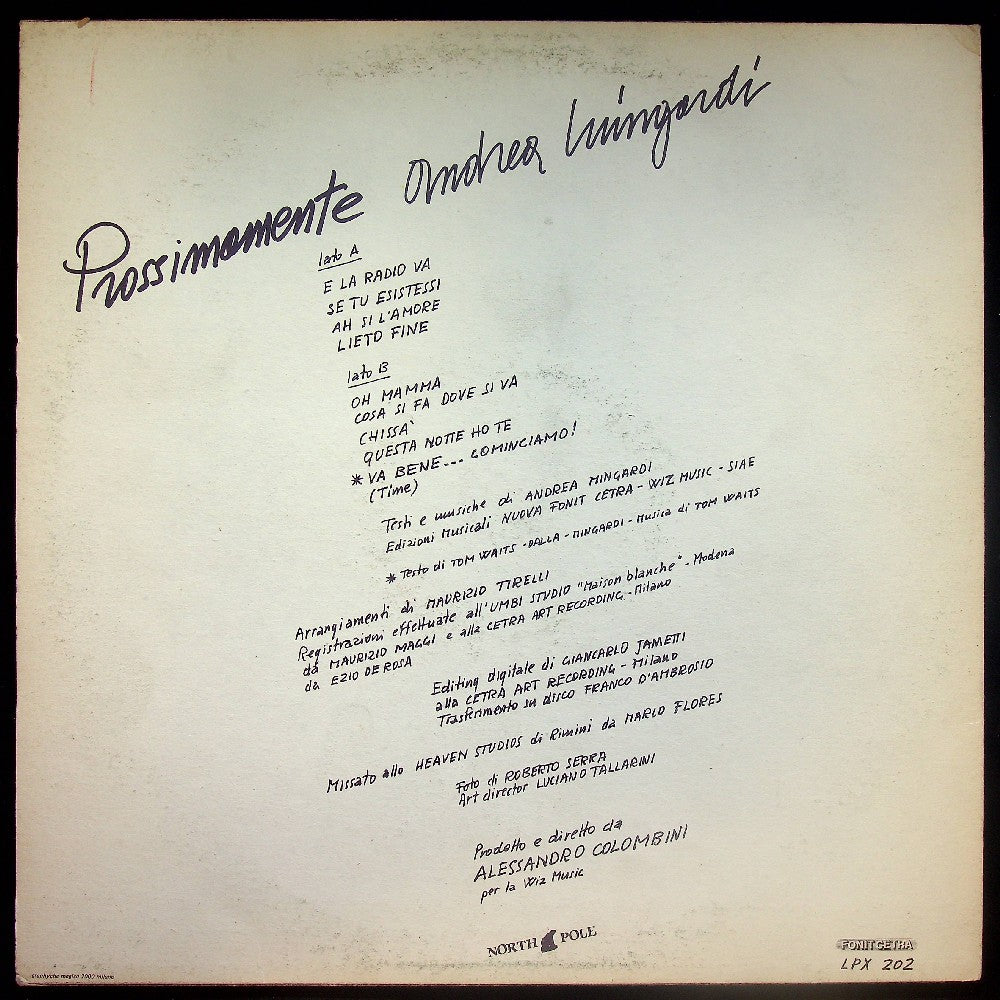 Prossimamente Andrea Mingardi
lato A
E LA RADIO VA
SE TU ESISTESSI
AH SI L'AMORE
LIETO FINE
lato B
OH MAMMA
COSA SI FA DOVE SI VA
CHISSA'
QUESTA NOTTE HO TE
* VA BENE... COMINCIAMO!
(Time)
Testi e musiche di ANDREA MINGARDI
Edizioni Musicali NUOVA FONIT CETRA - WIZ MUSIC - SIAE
* Testo di TOM WAITS - DALLA - MINGARDI - Musica di TOM WAITS
Arrangiamenti di MAURIZIO TIRELLI
Registrazioni effettuate all'UMBI STUDIO "Maison blanche" - Modena
da MAURIZIO MAGGI e alla CETRA ART RECORDING - Milano
da EZIO DE ROSA
Editing digitale di GIANCARLO JAMETTI
alla CETRA ART RECORDING - Milano
Trasferimento su disco FRANCO D'AMBROSIO
Missato allo HEAVEN STUDIOS di Rimini da MARIO FLORES
Foto di ROBERTO SERRA
Art director LUCIANO TALLARINI
Prodotto e diretto da
ALESSANDRO COLOMBINI
per la Wiz Music
NORTH POLE
FONIT CETRA
LPX 202